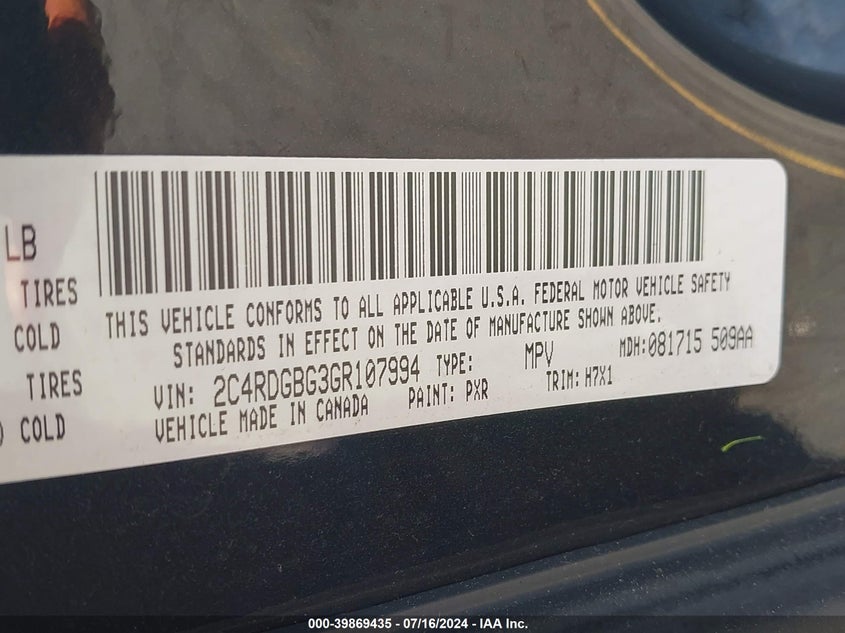 LB
TIRES
COLD
TIRES
) COLD
THIS VEHICLE CONFORMS TO ALL APPLICABLE U.S.A. FEDERAL MOTOR VEHICLE SAFETY
STANDARDS IN EFFECT ON THE DATE OF MANUFACTURE SHOWN ABOVE.
VIN: 2C4RDGBG3GR107994 TYPE: MPV MDH:081715 509AA
VEHICLE MADE IN CANADA PAINT: PXR TRIM: H7X1
000-39869435 - 07/16/2024 - IAA Inc.